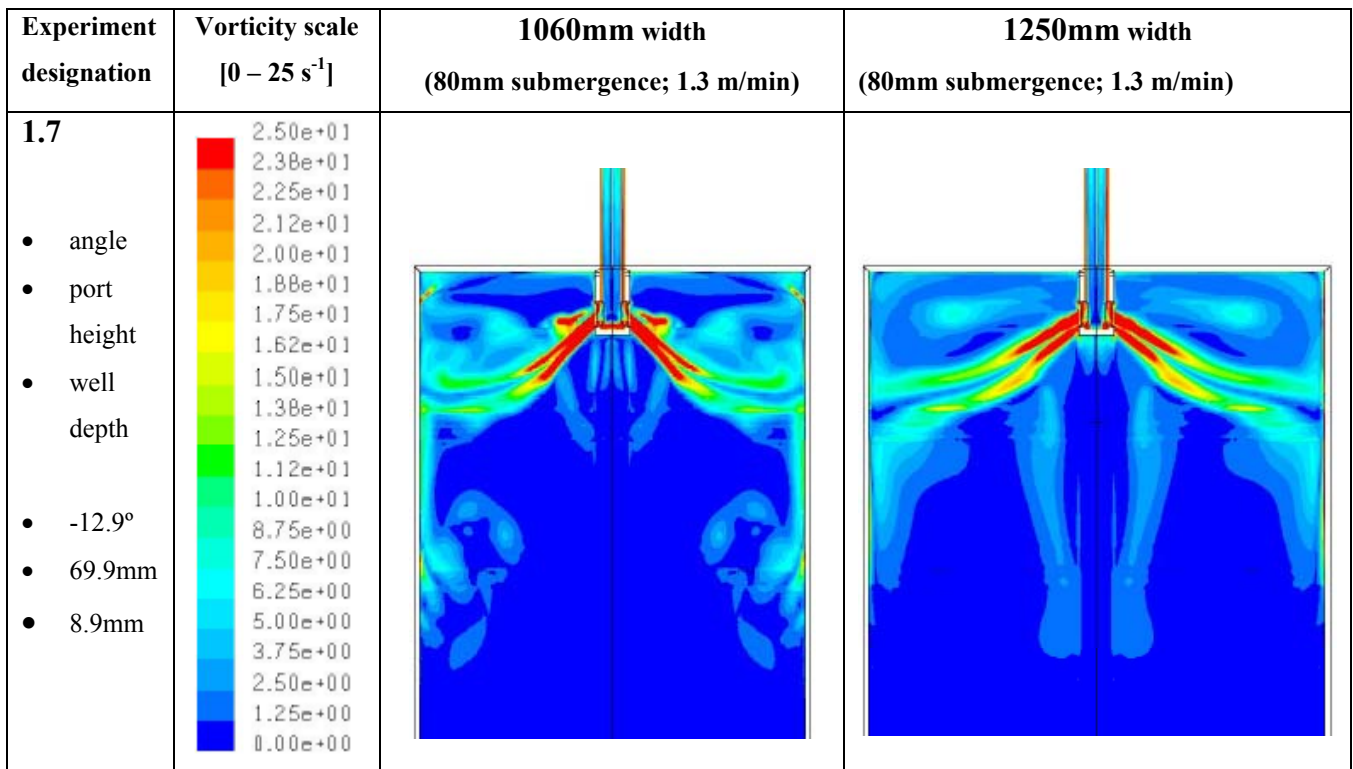 Experiment
designation
Vorticity scale
[0 – 25 s-1]
1060mm width
(80mm submergence; 1.3 m/min)
1250mm width
(80mm submergence; 1.3 m/min)
1.7
• angle
• port
height
• well
depth
• -12.9º
• 69.9mm
• 8.9mm
2.50e+01
2.38e+01
2.25e+01
2.12e+01
2.00e+01
1.88e+01
1.75e+01
1.62e+01
1.50e+01
1.38e+01
1.25e+01
1.12e+01
1.00e+01
8.75e+00
7.50e+00
6.25e+00
5.00e+00
3.75e+00
2.50e+00
1.25e+00
0.00e+00